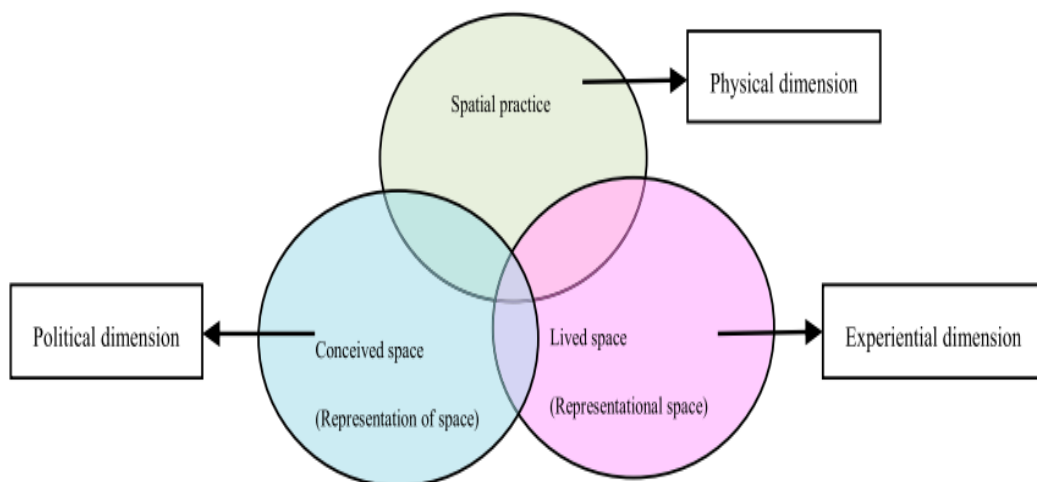 Physical dimension
Spatial practice
Political dimension
Conceived space
(Representation of space)
Lived space
(Representational space)
Experiential dimension